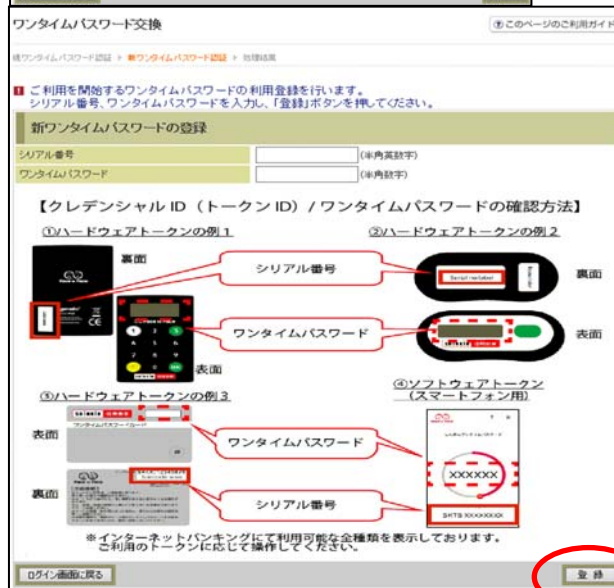 ワンタイムパスワード交換
このページのご利用ガイド
新ワンタイムパスワード認証
処理結果
ご利用を開始するワンタイムパスワードの利用登録を行います。
シリアル番号、ワンタイムパスワードを入力し、「登録」ボタンを押してください。
新ワンタイムパスワードの登録
シリアル番号
(半角英数字)
ワンタイムパスワード
(半角数字)
【クレデンシャル ID（トークン ID）/ ワンタイムパスワードの確認方法】
①ハードウェアトークンの例1
②ハードウェアトークンの例2
裏面
シリアル番号
裏面
ワンタイムパスワード
表面
表面
③ハードウェアトークンの例3
④ソフトウェアトークン
（スマートフォン用）
表面
ワンタイムパスワード
XXXXXX
裏面
シリアル番号
※インターネットバンキングにて利用可能な全種類を表示しております。
ご利用のトークンに応じて操作してください。
ログイン画面に戻る
登録